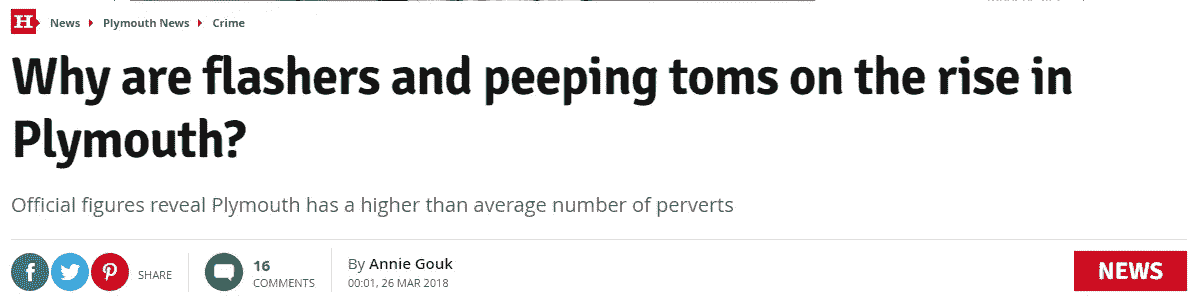 H News Plymouth News Crime
Why are flashers and peeping toms on the rise in
Plymouth?
Official figures reveal Plymouth has a higher than average number of perverts
f SHARE 16
COMMENTS By Annie Gouk
00:01, 26 MAR 2018 NEWS